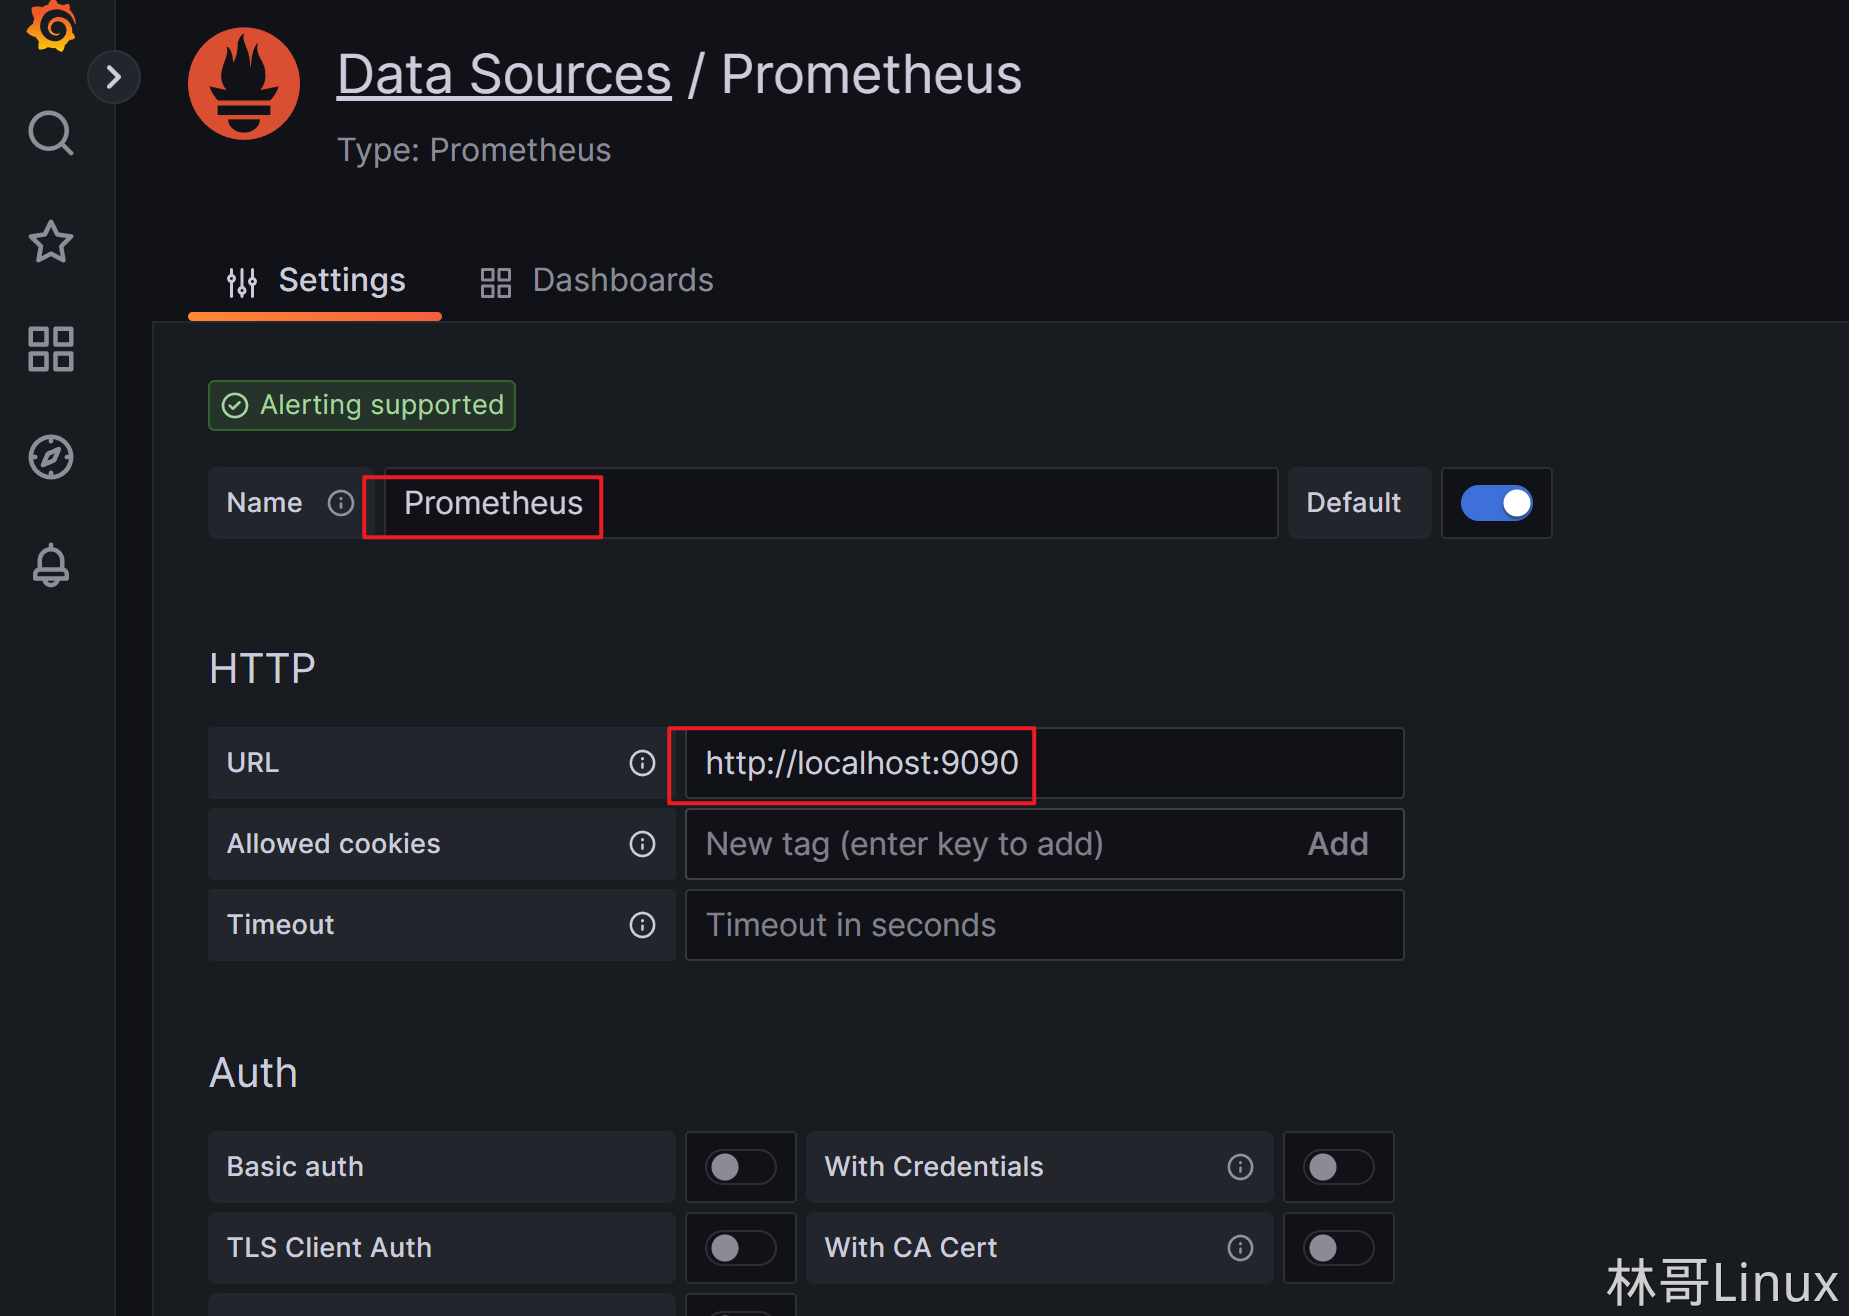 Data Sources / Prometheus
Type: Prometheus
Settings Dashboards
Alerting supported
Name Prometheus Default
HTTP
URL http://localhost:9090
Allowed cookies New tag (enter key to add) Add
Timeout Timeout in seconds
Auth
Basic auth With Credentials
TLS Client Auth With CA Cert
林哥Linux